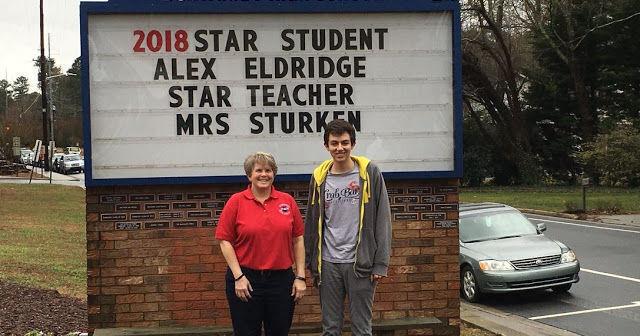 2018 STAR STUDENT
ALEX ELDRIDGE
STAR TEACHER
MRS STURKEN